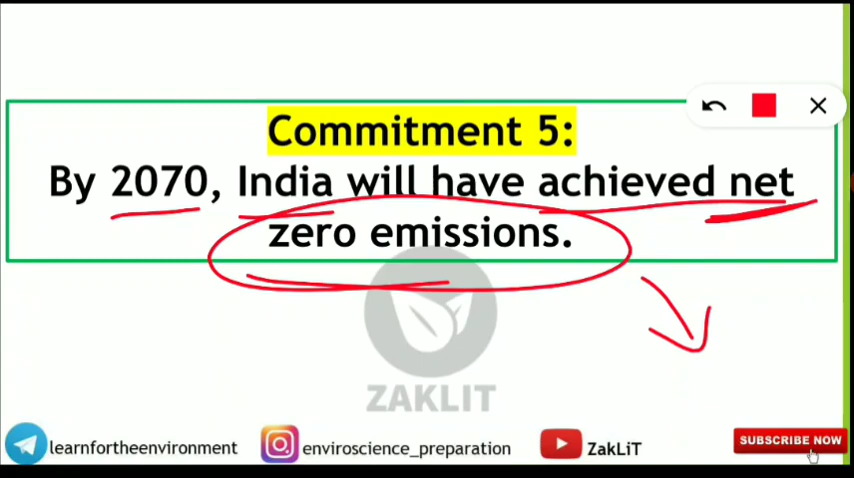 Commitment 5:
By 2070, India will have achieved net
zero emissions.
ZAKLIT
learnfortheenvironment
enviroscience_preparation
ZakLiT
SUBSCRIBE NOW